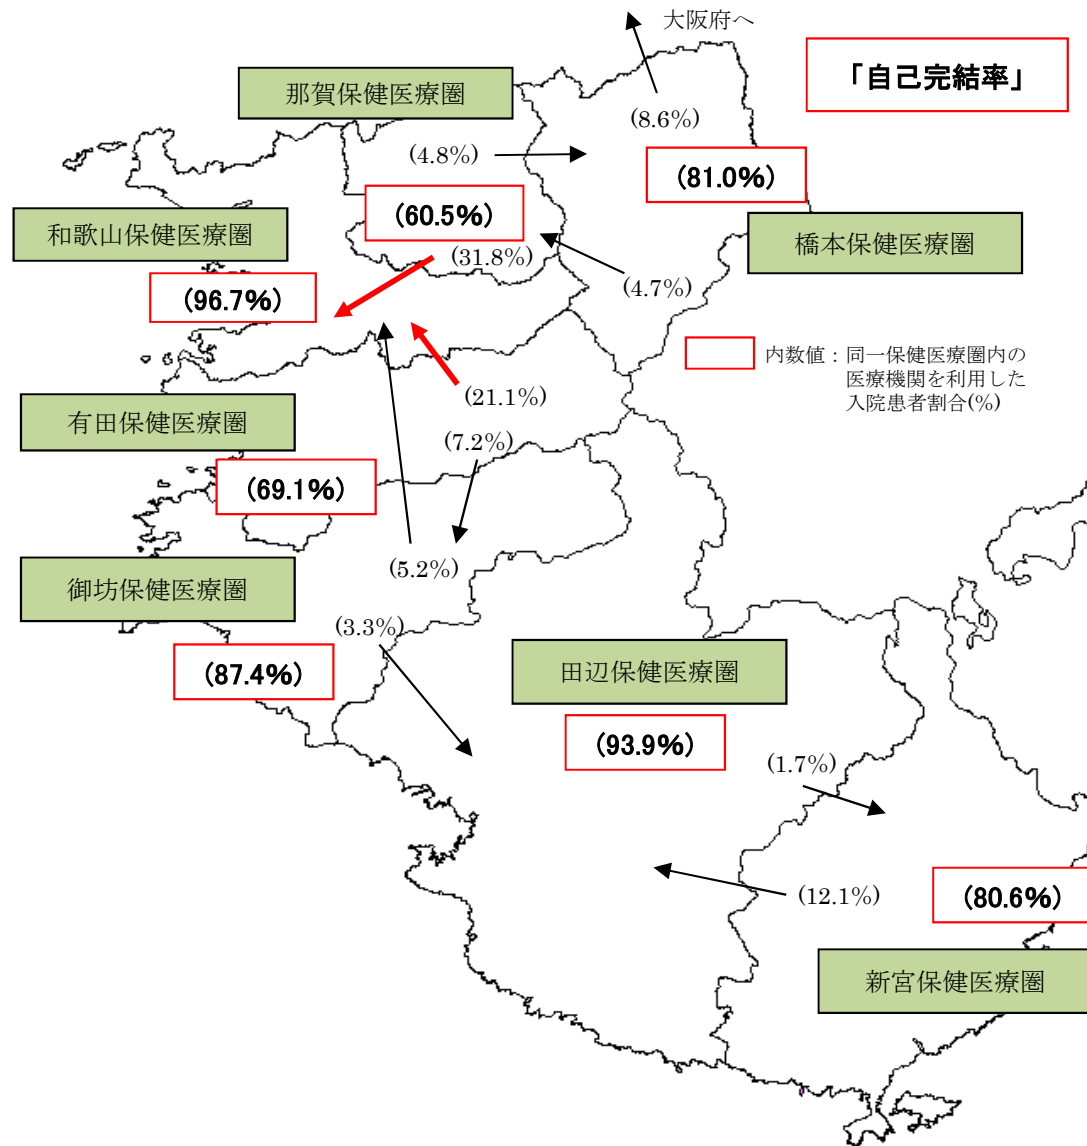 大阪府へ
「自己完結率」
那賀保健医療圏
(8.6%)
(4.8%)
(81.0%)
(60.5%)
和歌山保健医療圏
橋本保健医療圏
(31.8%)
(4.7%)
(96.7%)
内数値：同一保健医療圏内の
医療機関を利用した
入院患者割合(%)
(21.1%)
有田保健医療圏
(7.2%)
(69.1%)
(5.2%)
御坊保健医療圏
(3.3%)
(87.4%)
田辺保健医療圏
(93.9%)
(1.7%)
(12.1%)
(80.6%)
新宮保健医療圏